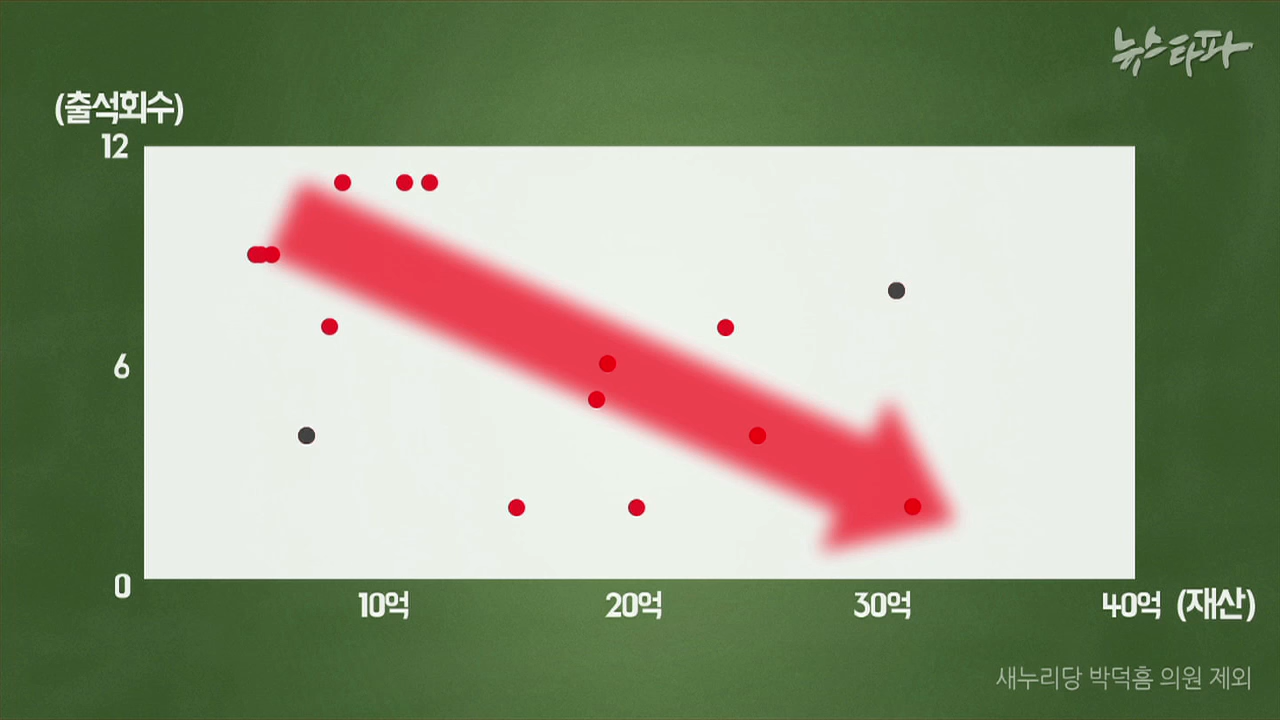 뉴스타파
(출석회수)
12
6
0
10억 20억 30억 40억 (재산)
새누리당 박덕흠 의원 제외